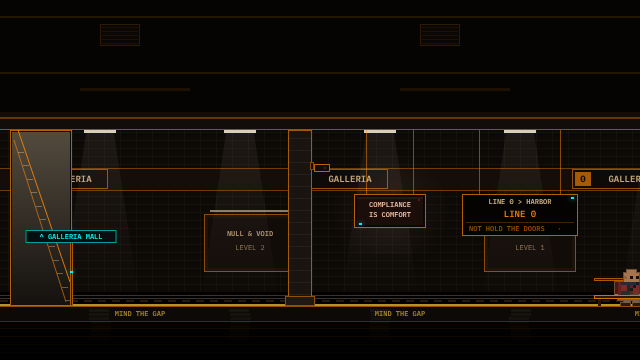 ERIA
GALLERIA
0
GALLER
COMPLIANCE
IS COMFORT
LINE 0 > HARBOR
LINE 0
NOT HOLD THE DOORS
^ GALLERIA MALL
NULL & VOID
LEVEL 2
LEVEL 1
MIND THE GAP
MIND THE GAP
M